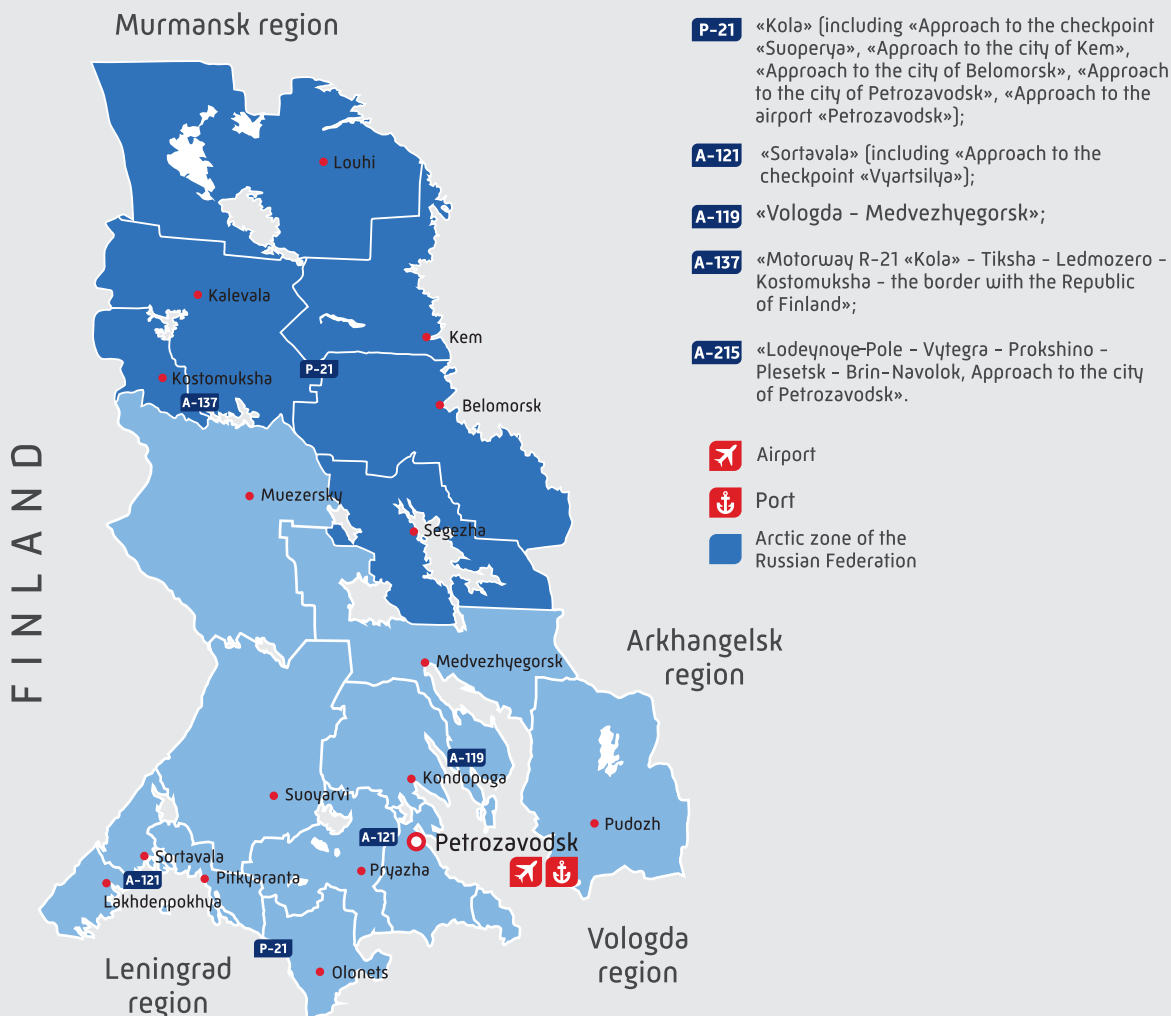 Murmansk region
P-21
«Kola» (including «Approach to the checkpoint
«Suoperya», «Approach to the city of Kem»,
«Approach to the city of Belomorsk», «Approach
to the city of Petrozavodsk», «Approach to the
airport «Petrozavodsk»);
A-121
«Sortavala» (including «Approach to the
checkpoint «Vyartsilya»);
A-119
«Vologda - Medvezhyegorsk»;
A-137
«Motorway R-21 «Kola» - Tiksha - Ledmozero -
Kostomuksha - the border with the Republic
of Finland»;
A-215
«Lodeynoye-Pole - Vytegra - Prokshino -
Plesetsk - Brin-Navolok, Approach to the city
of Petrozavodsk».
Airport
Port
Arctic zone of the
Russian Federation
Louhi
Kalevala
Kem
P-21
Kostomuksha
A-137
Belomorsk
FINLAND
Muezersky
Segezha
Arkhangelsk
region
Medvezhyegorsk
A-119
Kondopoga
Suoyarvi
Pudozh
A-121
Petrozavodsk
Sortavala
Pryazha
A-121
Pitkyaranta
Lakhdenpokhya
Vologda
region
P-21
Leningrad
region
Olonets